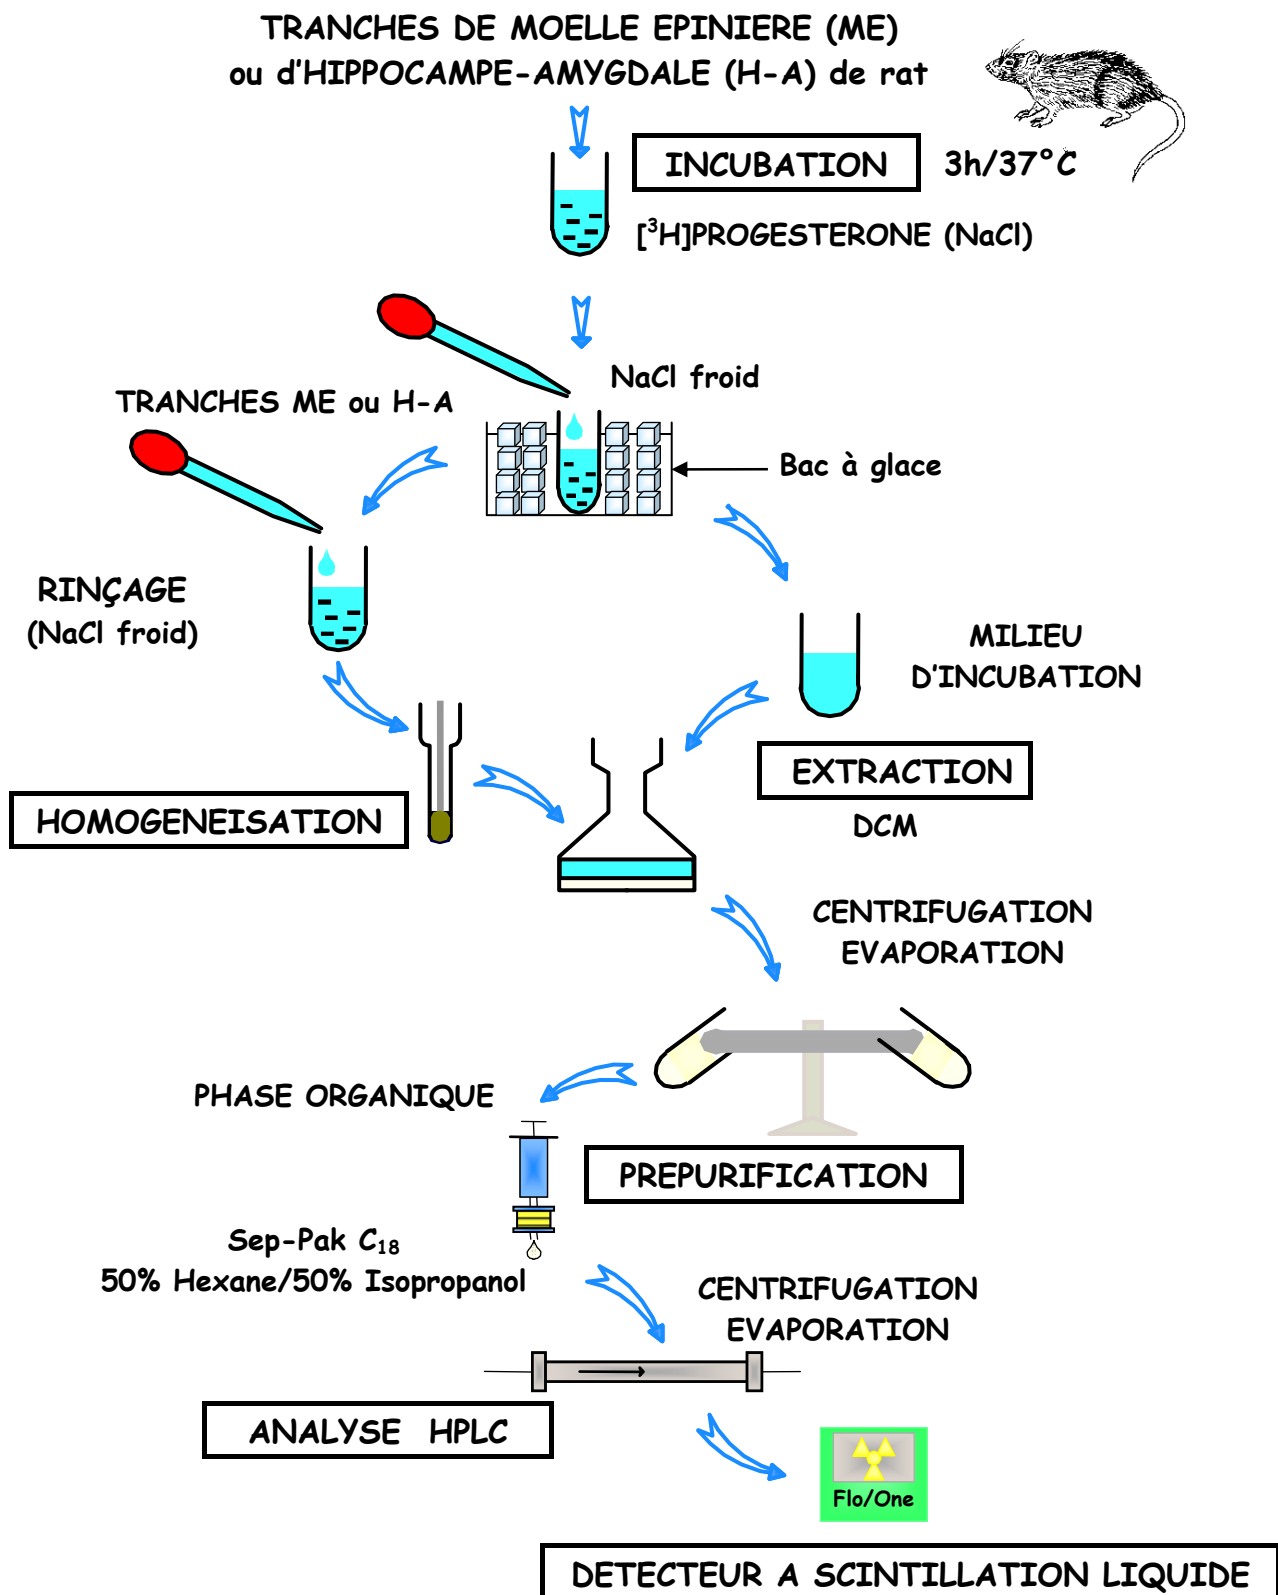 TRANCHES DE MOELLE EPINIERE (ME)
ou d'HIPPOCAMPE-AMYGDALE (H-A) de rat
INCUBATION
3h/37°C
[³H]PROGESTERONE (NaCl)
NaCl froid
TRANCHES ME ou H-A
Bac à glace
RINÇAGE
(NaCl froid)
MILIEU
D'INCUBATION
EXTRACTION
DCM
HOMOGENEISATION
CENTRIFUGATION
EVAPORATION
PHASE ORGANIQUE
PREPURIFICATION
Sep-Pak C₁₈
50% Hexane/50% Isopropanol
CENTRIFUGATION
EVAPORATION
ANALYSE HPLC
Flo/One
DETECTEUR A SCINTILLATION LIQUIDE